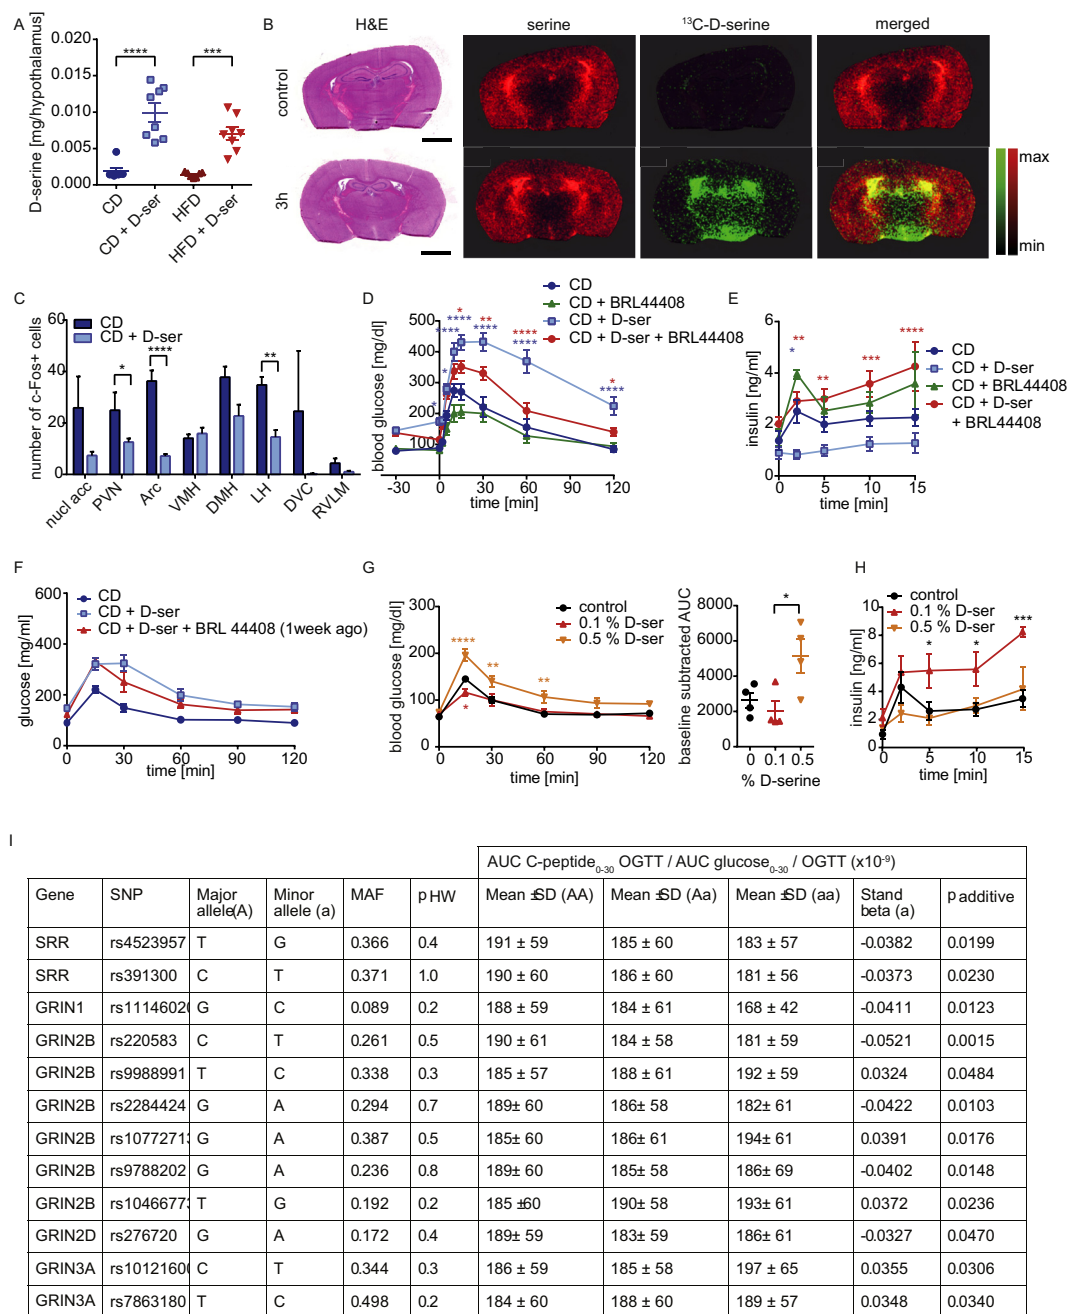 A
D-serine [mg/hypothalamus]
0.020
0.015
0.010
0.005
0.000
****
***
CD
CD + D-ser
HFD
HFD + D-ser
B
H&E
serine
¹³C-D-serine
merged
control
3h
max
min
C
number of c-Fos+ cells
60
40
20
0
CD
CD + D-ser
*
****
**
nucl acc
PVN
Arc
VMH
DMH
LH
DVC
RVLM
D
CD
CD + BRL44408
CD + D-ser
CD + D-ser + BRL44408
blood glucose [mg/dl]
500
400
300
200
100
-30 0 30 60 90 120
time [min]
E
CD
CD + D-ser
CD + BRL44408
CD + D-ser
+ BRL44408
insulin [ng/ml]
6
4
2
0
* ** ** *** ****
0 5 10 15
time [min]
F
CD
CD + D-ser
CD + D-ser + BRL 44408 (1week ago)
glucose [mg/ml]
600
400
200
0
0 30 60 90 120
time [min]
G
control
0.1 % D-ser
0.5 % D-ser
blood glucose [mg/dl]
300
200
100
0
****
**
**
*
0 30 60 90 120
time [min]
baseline subtracted AUC
8000
6000
4000
2000
0
*
0 0.1 0.5
% D-serine
H
control
0.1 % D-ser
0.5 % D-ser
insulin [ng/ml]
10
8
6
4
2
0
* * ***
0 5 10 15
time [min]
I
AUC C-peptide0-30 OGTT / AUC glucose0-30 / OGTT (x10-9)
Gene SNP Major allele(A) Minor allele (a) MAF p HW Mean ±SD (AA) Mean ±SD (Aa) Mean ±SD (aa) Stand beta (a) p additive
SRR rs4523957 T G 0.366 0.4 191 ± 59 185 ± 60 183 ± 57 -0.0382 0.0199
SRR rs391300 C T 0.371 1.0 190 ± 60 186 ± 60 181 ± 56 -0.0373 0.0230
GRIN1 rs11146020 G C 0.089 0.2 188 ± 59 184 ± 61 168 ± 42 -0.0411 0.0123
GRIN2B rs220583 C T 0.261 0.5 190 ± 61 184 ± 58 181 ± 59 -0.0521 0.0015
GRIN2B rs9988991 T C 0.338 0.3 185 ± 57 188 ± 61 192 ± 59 0.0324 0.0484
GRIN2B rs2284424 G A 0.294 0.7 189± 60 186± 58 182± 61 -0.0422 0.0103
GRIN2B rs1077271 G A 0.387 0.5 185± 60 186± 61 194± 61 0.0391 0.0176
GRIN2B rs9788202 G A 0.236 0.8 189± 60 185± 58 186± 69 -0.0402 0.0148
GRIN2B rs1046677 T G 0.192 0.2 185 ±60 190± 58 193± 61 0.0372 0.0236
GRIN2D rs276720 G A 0.172 0.4 189± 59 183± 59 186± 61 -0.0327 0.0470
GRIN3A rs10121600 C T 0.344 0.3 186 ± 59 185 ± 58 197 ± 65 0.0355 0.0306
GRIN3A rs7863180 T C 0.498 0.2 184 ± 60 188 ± 60 189 ± 57 0.0348 0.0340